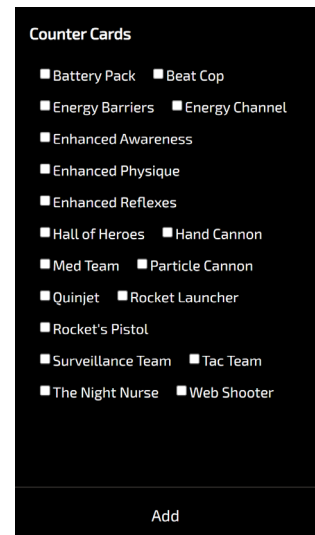 Counter Cards
Battery Pack Beat Cop
Energy Barriers Energy Channel
Enhanced Awareness
Enhanced Physique
Enhanced Reflexes
Hall of Heroes Hand Cannon
Med Team Particle Cannon
Quinjet Rocket Launcher
Rocket's Pistol
Surveillance Team Tac Team
The Night Nurse Web Shooter
Add